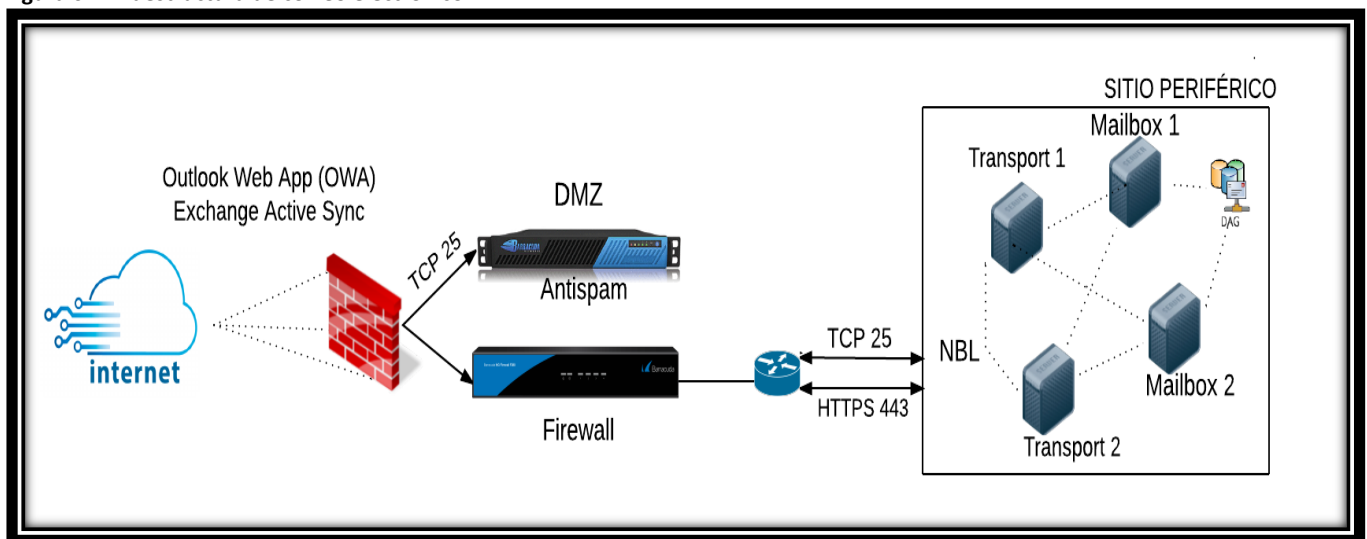 SITIO PERIFÉRICO
Mailbox 1
Transport 1
Outlook Web App (OWA)
Exchange Active Sync
DMZ
TCP 25
DAG
Antispam
internet
TCP 25
NBL
HTTPS 443
Barracuda
Mailbox 2
Firewall
Transport 2